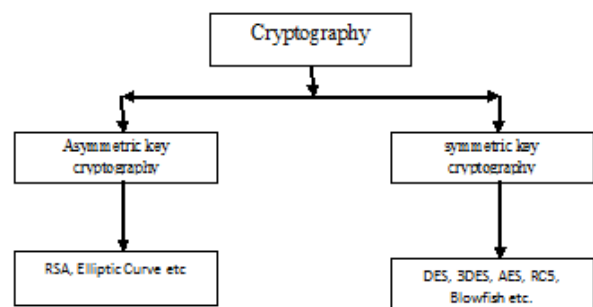 Cryptography
Asymmetric key
cryptography
symmetric key
cryptography
RSA, Elliptic Curve etc
DES, 3DES, AES, RC5,
Blowfish etc.